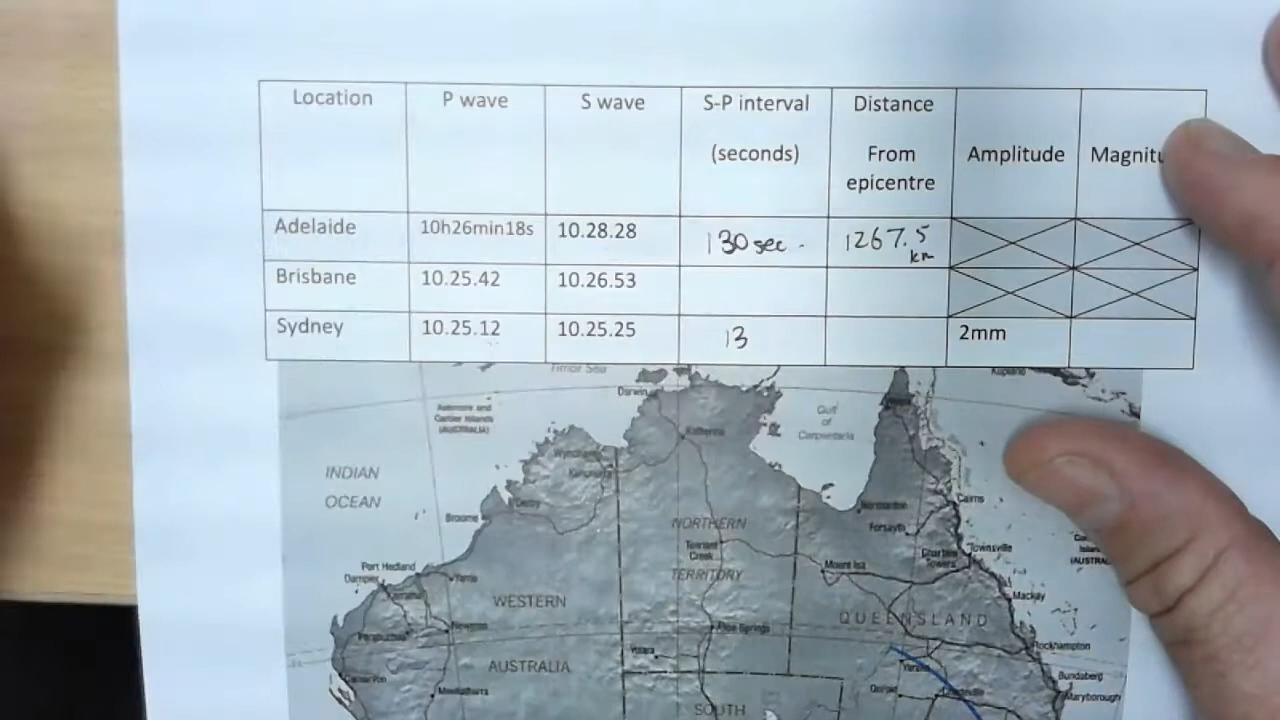 Location P wave S wave S-P interval Distance
(seconds) From Amplitude
epicentre
Adelaide 10h26min18s 10.28.28 130 sec. 1267.5
km
Brisbane 10.25.42 10.26.53
Sydney 10.25.12 10.25.25 13 2mm
Timor Sea
Darwin
Ashmore and
Cartier Islands
(AUSTRALIA)
Gulf
of
Carpentaria
Katherine
INDIAN
OCEAN
Wyndham
Kununurra
Derby
Broome
Cairns
Normanton
NORTHERN
Forsayth
Tennant
Creek
Charters
Towers
Townsville
Mount Isa
Port Hedland
Dampier
TERRITORY
Mackay
WESTERN
QUEENSLAND
Alice Springs
Newman
Rockhampton
Yulara
AUSTRALIA
Bundaberg
Maryborough
Meekatharra
SOUTH